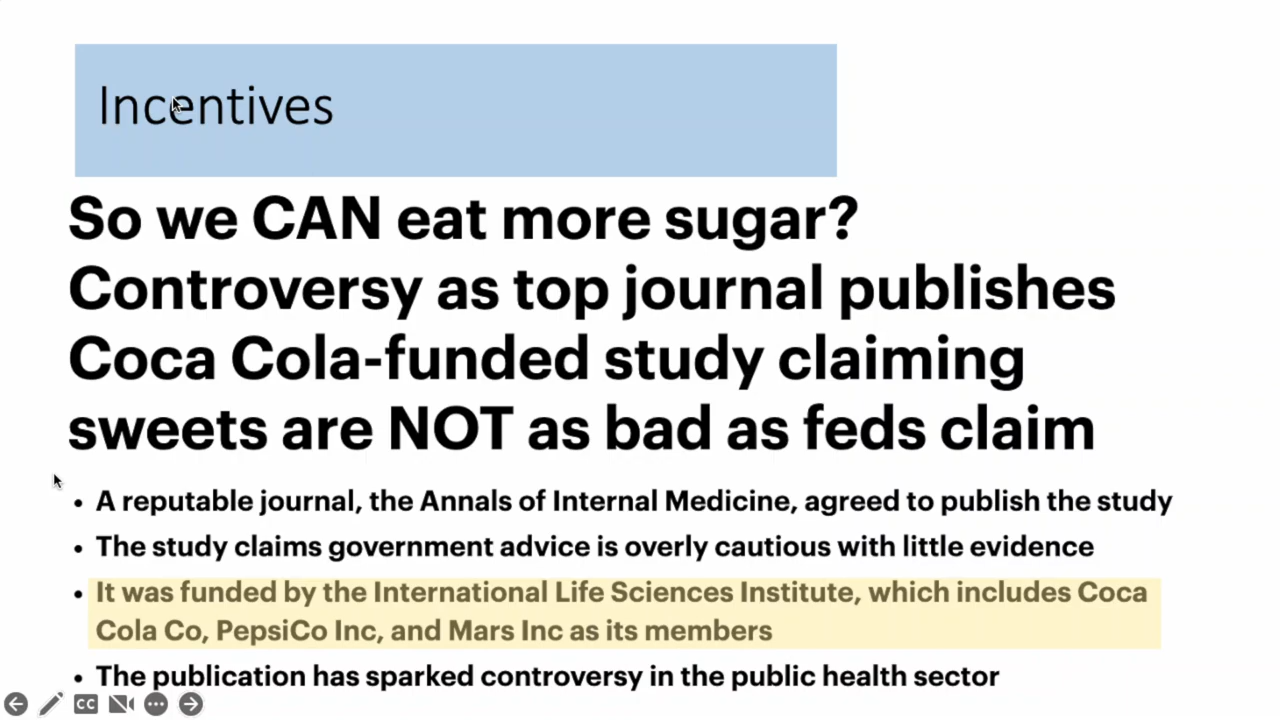 Incentives
So we CAN eat more sugar?
Controversy as top journal publishes
Coca Cola-funded study claiming
sweets are NOT as bad as feds claim
• A reputable journal, the Annals of Internal Medicine, agreed to publish the study
• The study claims government advice is overly cautious with little evidence
• It was funded by the International Life Sciences Institute, which includes Coca
Cola Co, PepsiCo Inc, and Mars Inc as its members
• The publication has sparked controversy in the public health sector
CC